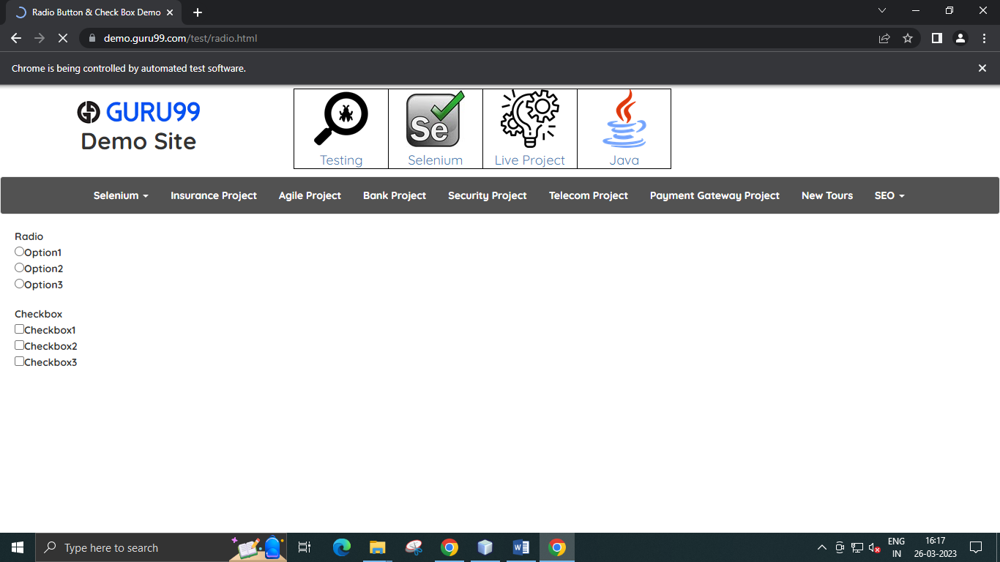 Radio Button & Check Box Demo
demo.guru99.com/test/radio.html
Chrome is being controlled by automated test software.
GURU99
Demo Site
Se
Testing Selenium Live Project Java
Selenium Insurance Project Agile Project Bank Project Security Project Telecom Project Payment Gateway Project New Tours SEO
Radio
Option1
Option2
Option3
Checkbox
Checkbox1
Checkbox2
Checkbox3
Type here to search
ENG 16:17
IN 26-03-2023